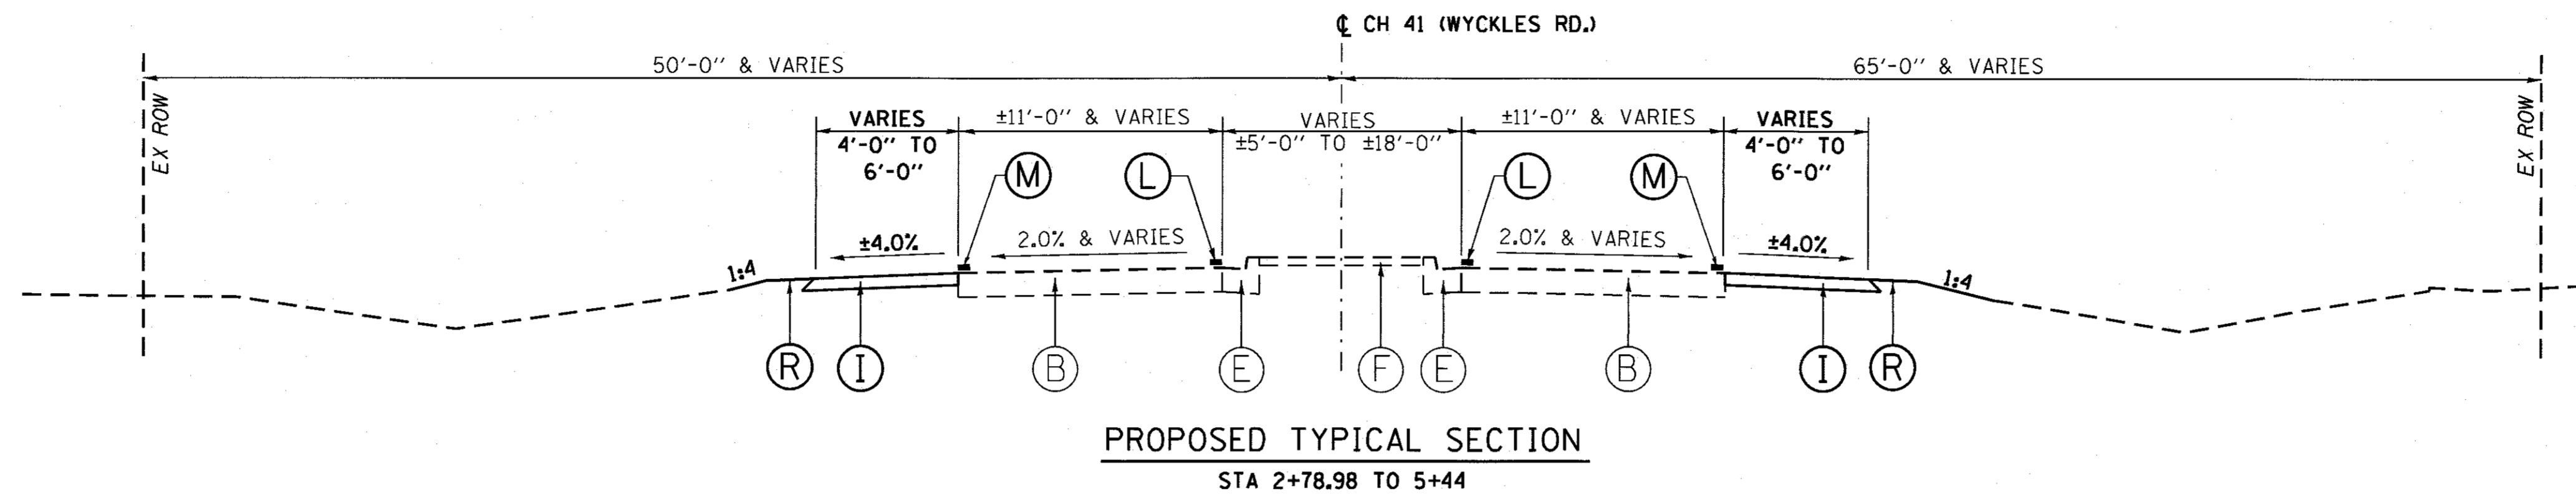 ℄ CH 41 (WYCKLES RD.)
50'-0" & VARIES
65'-0" & VARIES
EX ROW
VARIES
4'-0" TO
6'-0"
±11'-0" & VARIES
VARIES
±5'-0" TO ±18'-0"
±11'-0" & VARIES
VARIES
4'-0" TO
6'-0"
EX ROW
M
L
L
M
±4.0%
2.0% & VARIES
2.0% & VARIES
±4.0%
1:4
1:4
R
I
B
E
F
E
B
I
R
PROPOSED TYPICAL SECTION
STA 2+78.98 TO 5+44